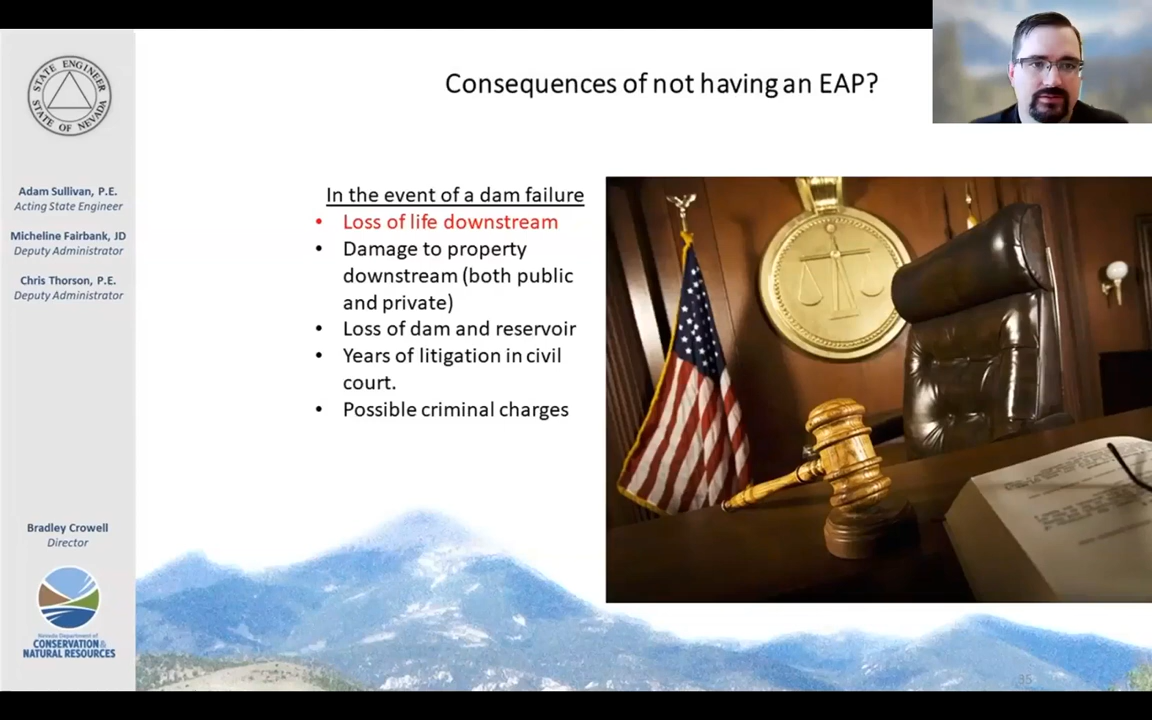 STATE ENGINEER
STATE OF NEVADA
Adam Sullivan, P.E.
Acting State Engineer
Micheline Fairbank, JD
Deputy Administrator
Chris Thorson, P.E.
Deputy Administrator
Bradley Crowell
Director
Nevada Department of
CONSERVATION &
NATURAL RESOURCES
Consequences of not having an EAP?
In the event of a dam failure
• Loss of life downstream
• Damage to property
downstream (both public
and private)
• Loss of dam and reservoir
• Years of litigation in civil
court.
• Possible criminal charges
35